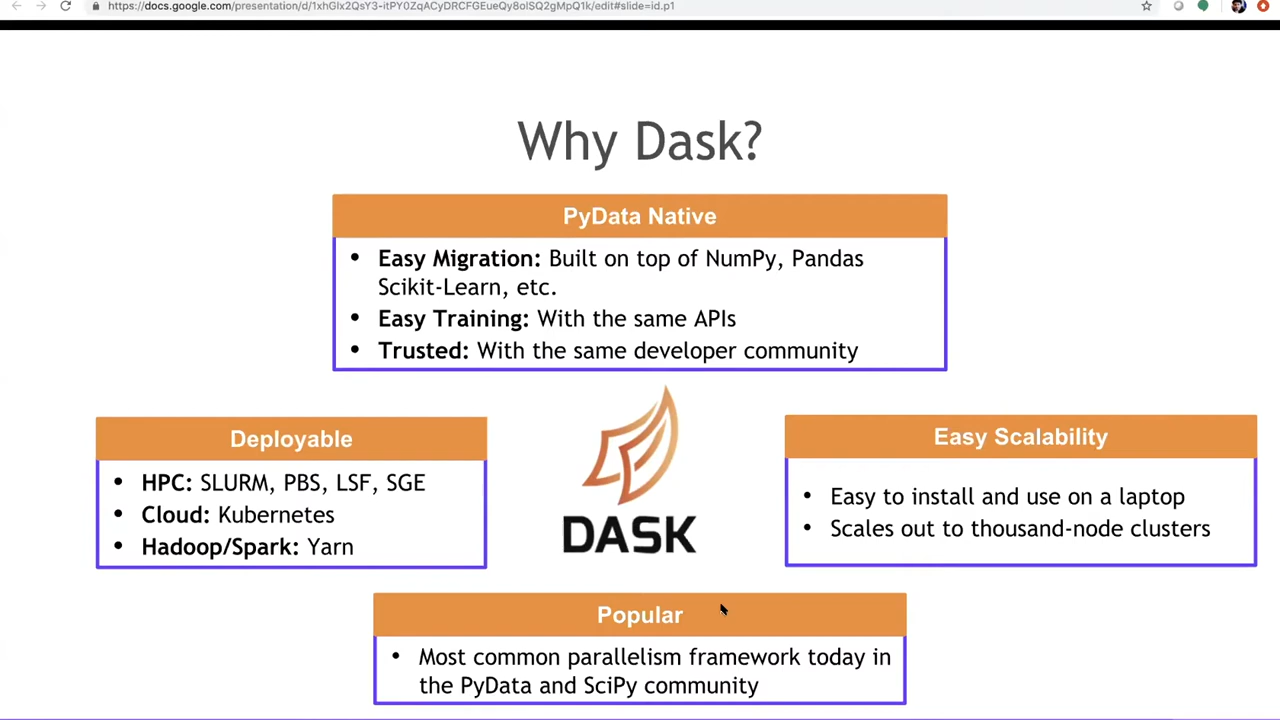 https://docs.google.com/presentation/d/1xhGlx2QsY3-itPY0ZqACyDRCFGEueQy8olSQ2gMpQ1k/edit#slide=id.p1
Why Dask?
PyData Native
• Easy Migration: Built on top of NumPy, Pandas
Scikit-Learn, etc.
• Easy Training: With the same APIs
• Trusted: With the same developer community
Deployable
• HPC: SLURM, PBS, LSF, SGE
• Cloud: Kubernetes
• Hadoop/Spark: Yarn
DASK
Easy Scalability
• Easy to install and use on a laptop
• Scales out to thousand-node clusters
Popular
• Most common parallelism framework today in
the PyData and SciPy community